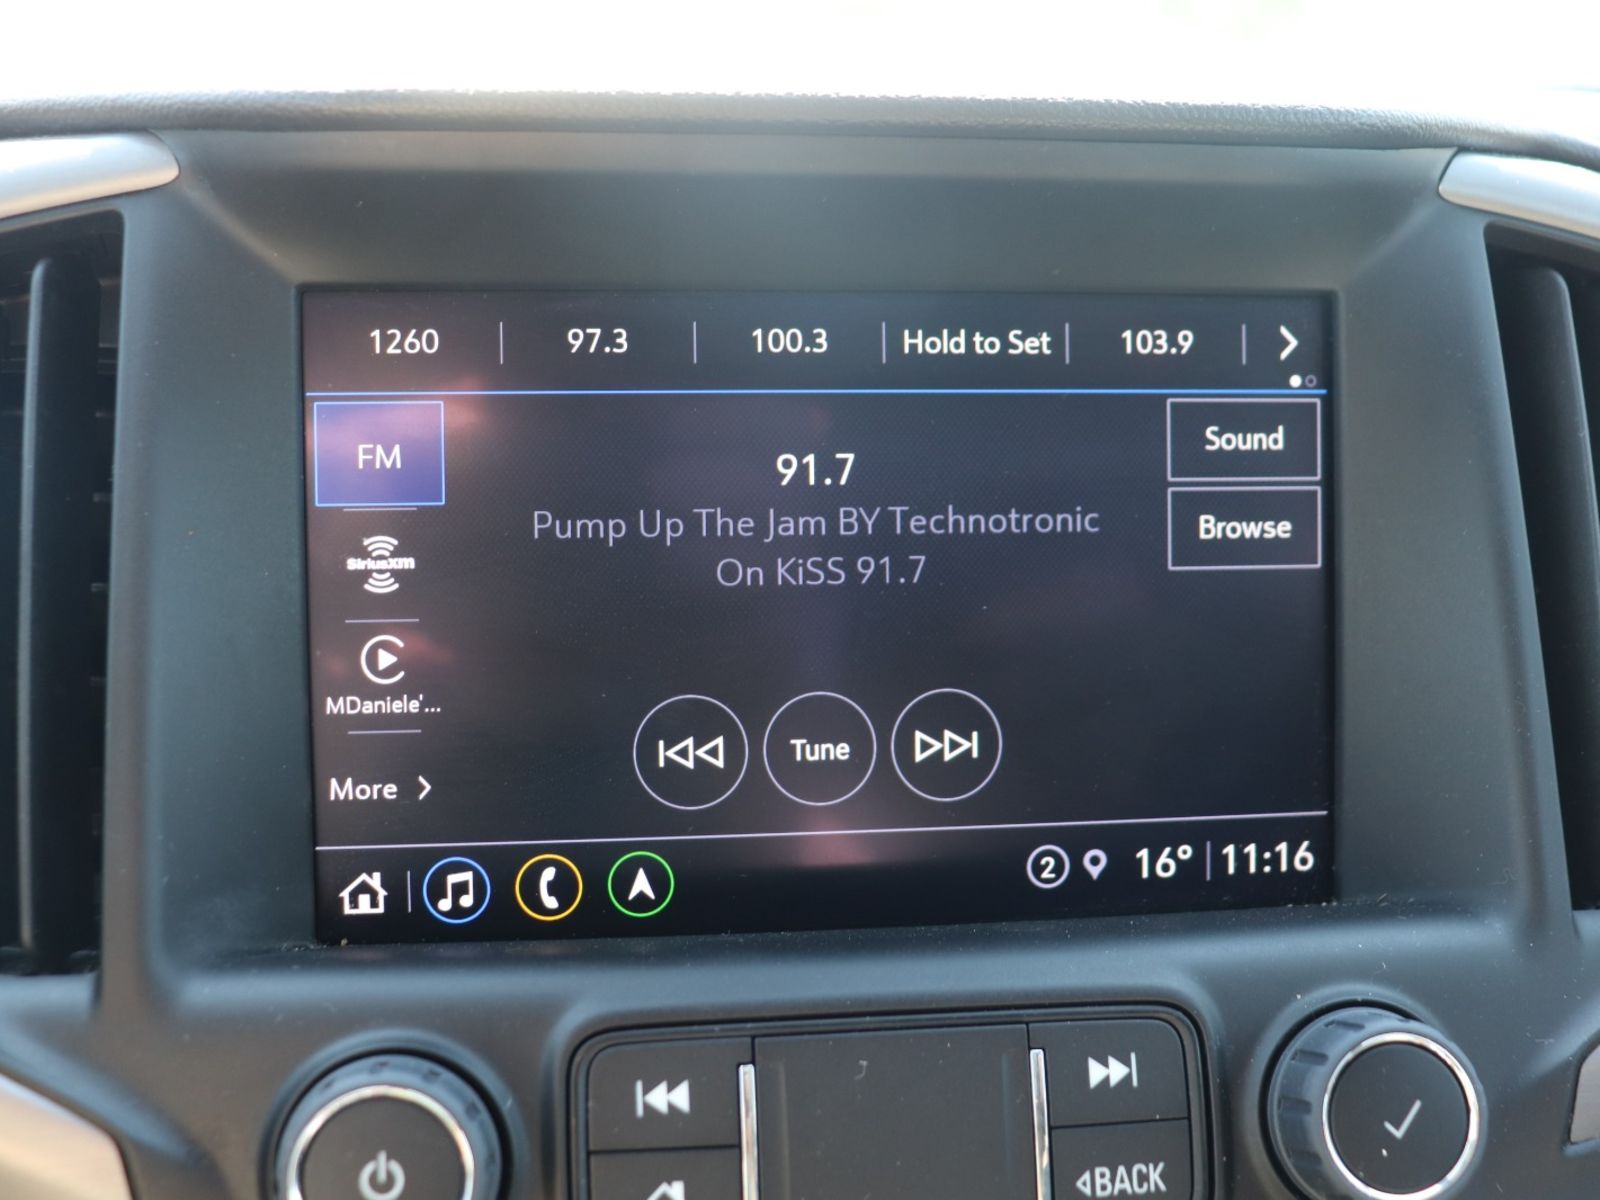 1260 97.3 100.3 Hold to Set 103.9
FM
91.7
Sound
Pump Up The Jam BY Technotronic
Browse
On KiSS 91.7
SiriusXM
MDaniele'...
Tune
More
2 16° 11:16
BACK